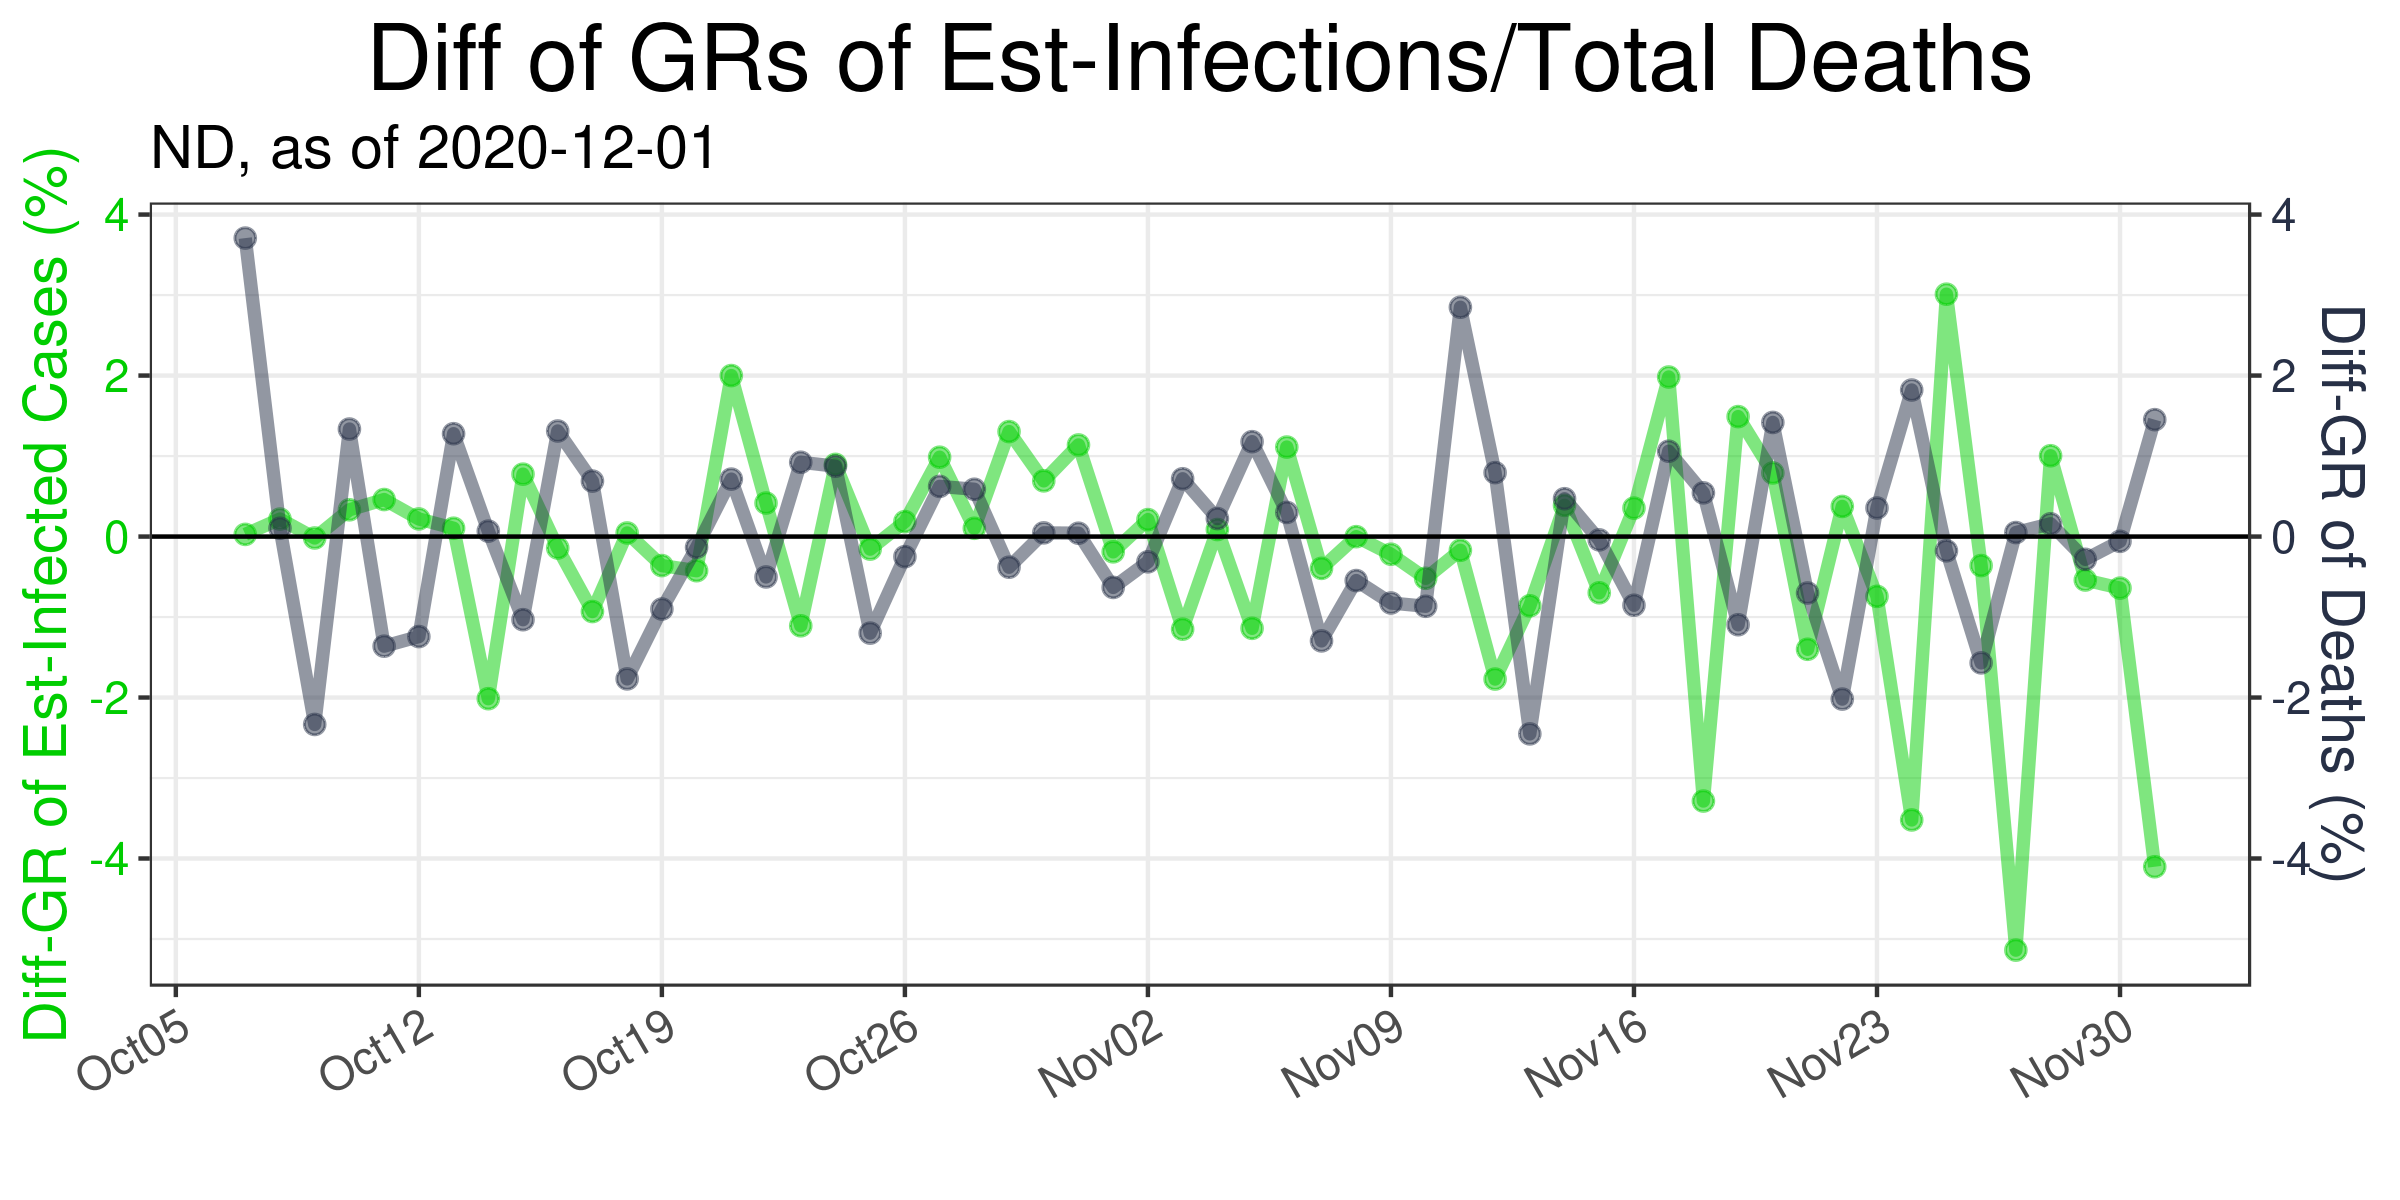 Diff of GRs of Est-Infections/Total Deaths
ND, as of 2020-12-01
Diff-GR of Est-Infected Cases (%)
4
2
0
-2
-4
4
2
0
-2
-4
Diff-GR of Deaths (%)
Oct05
Oct12
Oct19
Oct26
Nov02
Nov09
Nov16
Nov23
Nov30